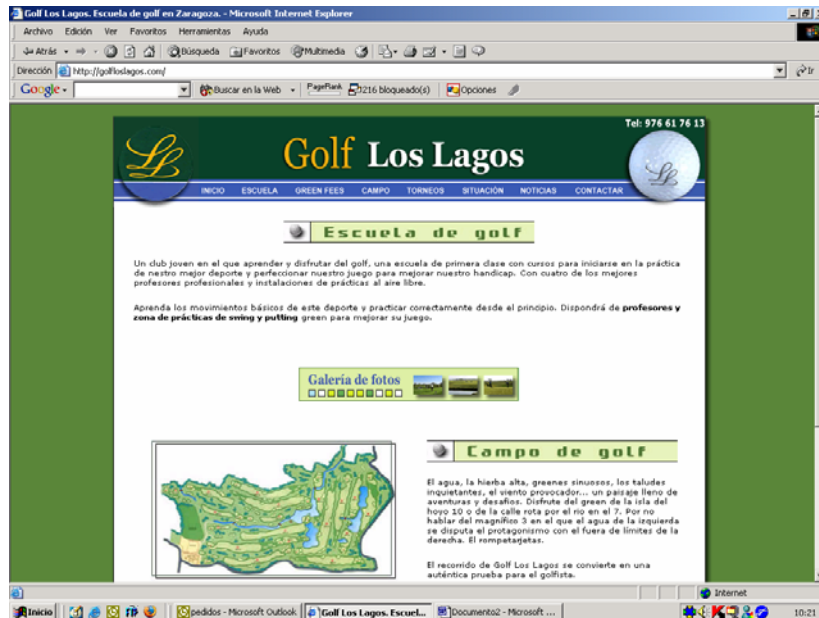 Golf Los Lagos. Escuela de golf en Zaragoza. - Microsoft Internet Explorer
Archivo Edición Ver Favoritos Herramientas Ayuda
Atrás Búsqueda Favoritos Multimedia
Dirección http://golfloslagos.com/ Ir
Google Buscar en la Web PageRank 3216 bloqueado(s) Opciones
Tel: 976 61 76 13
LL Golf Los Lagos LL
INICIO ESCUELA GREEN FEES CAMPO TORNEOS SITUACIÓN NOTICIAS CONTACTAR
Escuela de golf
Un club joven en el que aprender y disfrutar del golf, una escuela de primera clase con cursos para iniciarse en la práctica
de nestro mejor deporte y perfeccionar nuestro juego para mejorar nuestro handicap. Con cuatro de los mejores
profesores profesionales y instalaciones de prácticas al aire libre.
Aprenda los movimientos básicos de este deporte y practicar correctamente desde el principio. Dispondrá de profesores y
zona de prácticas de swing y putting green para mejorar su juego.
Galería de fotos
Campo de golf
El agua, la hierba alta, greenes sinuosos, los taludes
inquietantes, el viento provocador... un paisaje lleno de
aventuras y desafios. Disfrute del green de la isla del
hoyo 10 o de la calle rota por el rio en el 7. Por no
hablar del magnífico 3 en el que el agua de la izquierda
se disputa el protagonismo con el fuera de límites de la
derecha. El rompetarjetas.
El recorrido de Golf Los Lagos se convierte en una
auténtica prueba para el golfista.
Internet
Inicio pedidos - Microsoft Outlook Golf Los Lagos. Escuel... Documento2 - Microsoft ... 10:21